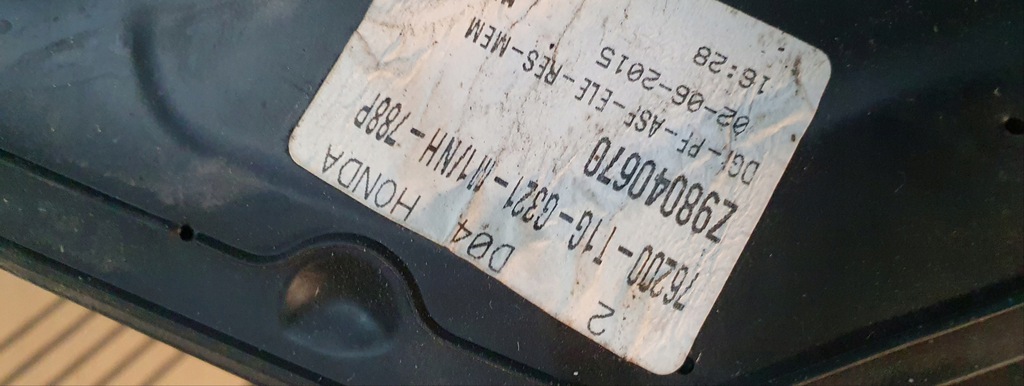 2 D04 HONDA
76200-T1G-G321-M1/NH-788P
Z98040670
DGL-PF-ASF-ELE-RES-MEM
02-06-2015
16:28